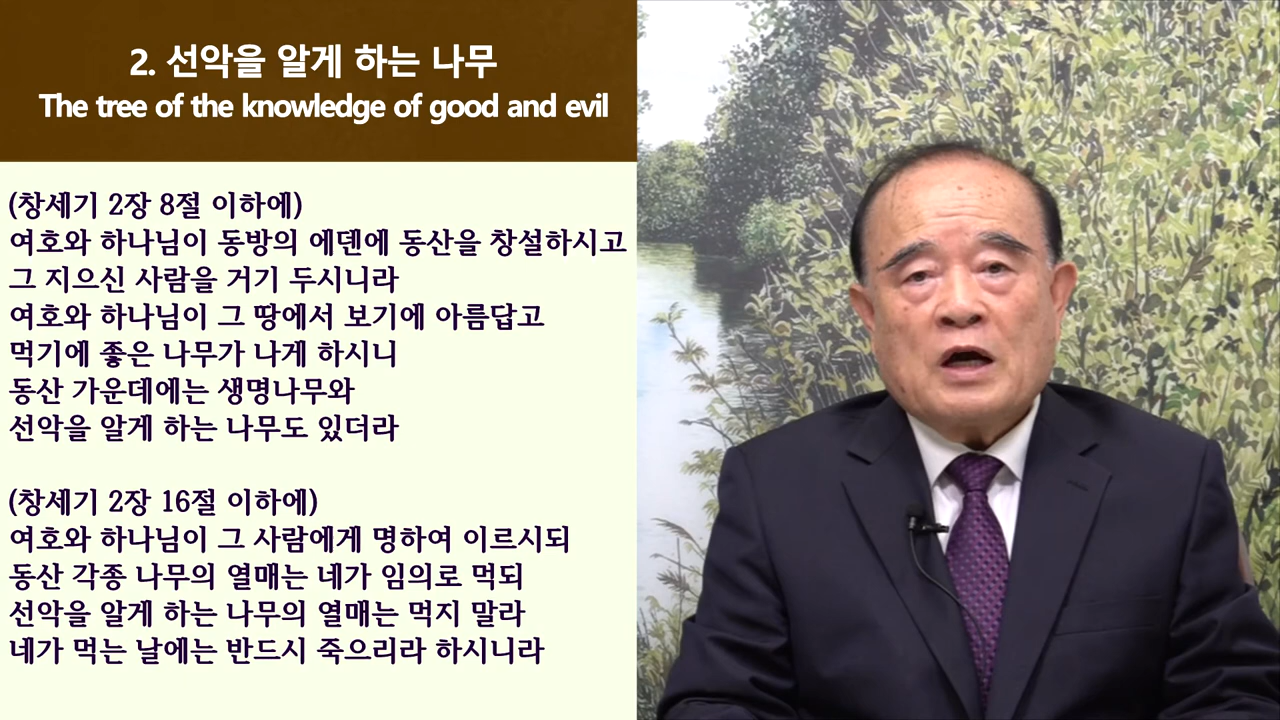 2. 선악을 알게 하는 나무
The tree of the knowledge of good and evil
(창세기 2장 8절 이하에)
여호와 하나님이 동방의 에덴에 동산을 창설하시고
그 지으신 사람을 거기 두시니라
여호와 하나님이 그 땅에서 보기에 아름답고
먹기에 좋은 나무가 나게 하시니
동산 가운데에는 생명나무와
선악을 알게 하는 나무도 있더라
(창세기 2장 16절 이하에)
여호와 하나님이 그 사람에게 명하여 이르시되
동산 각종 나무의 열매는 네가 임의로 먹되
선악을 알게 하는 나무의 열매는 먹지 말라
네가 먹는 날에는 반드시 죽으리라 하시니라